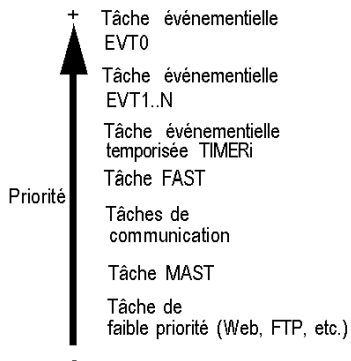 +
Tâche événementielle
EVT0
Tâche événementielle
EVT1..N
Tâche événementielle
temporisée TIMERi
Tâche FAST
Priorité
Tâches de
communication
Tâche MAST
Tâche de
faible priorité (Web, FTP, etc.)